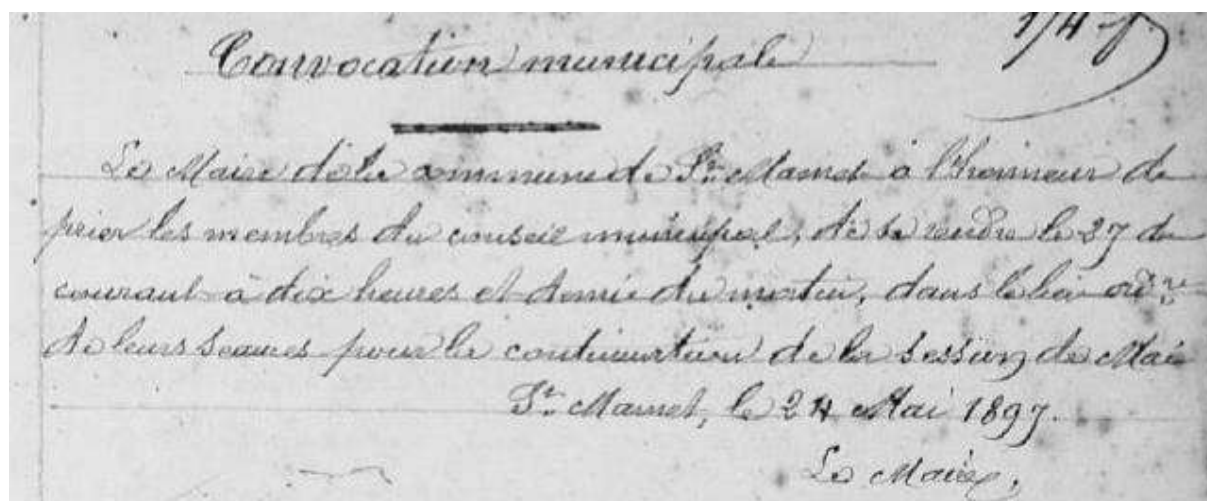 174 f.
Convocation municipale
Le Maire de la commune de St Mamet a l'honneur de
prier les membres du conseil municipal, de se rendre le 27 du
courant à dix heures et demie du matin, dans le lieu ordre
de leurs séances pour la continuation de la session de Mai
St Mamet, le 24 Mai 1897.
Le Maire,